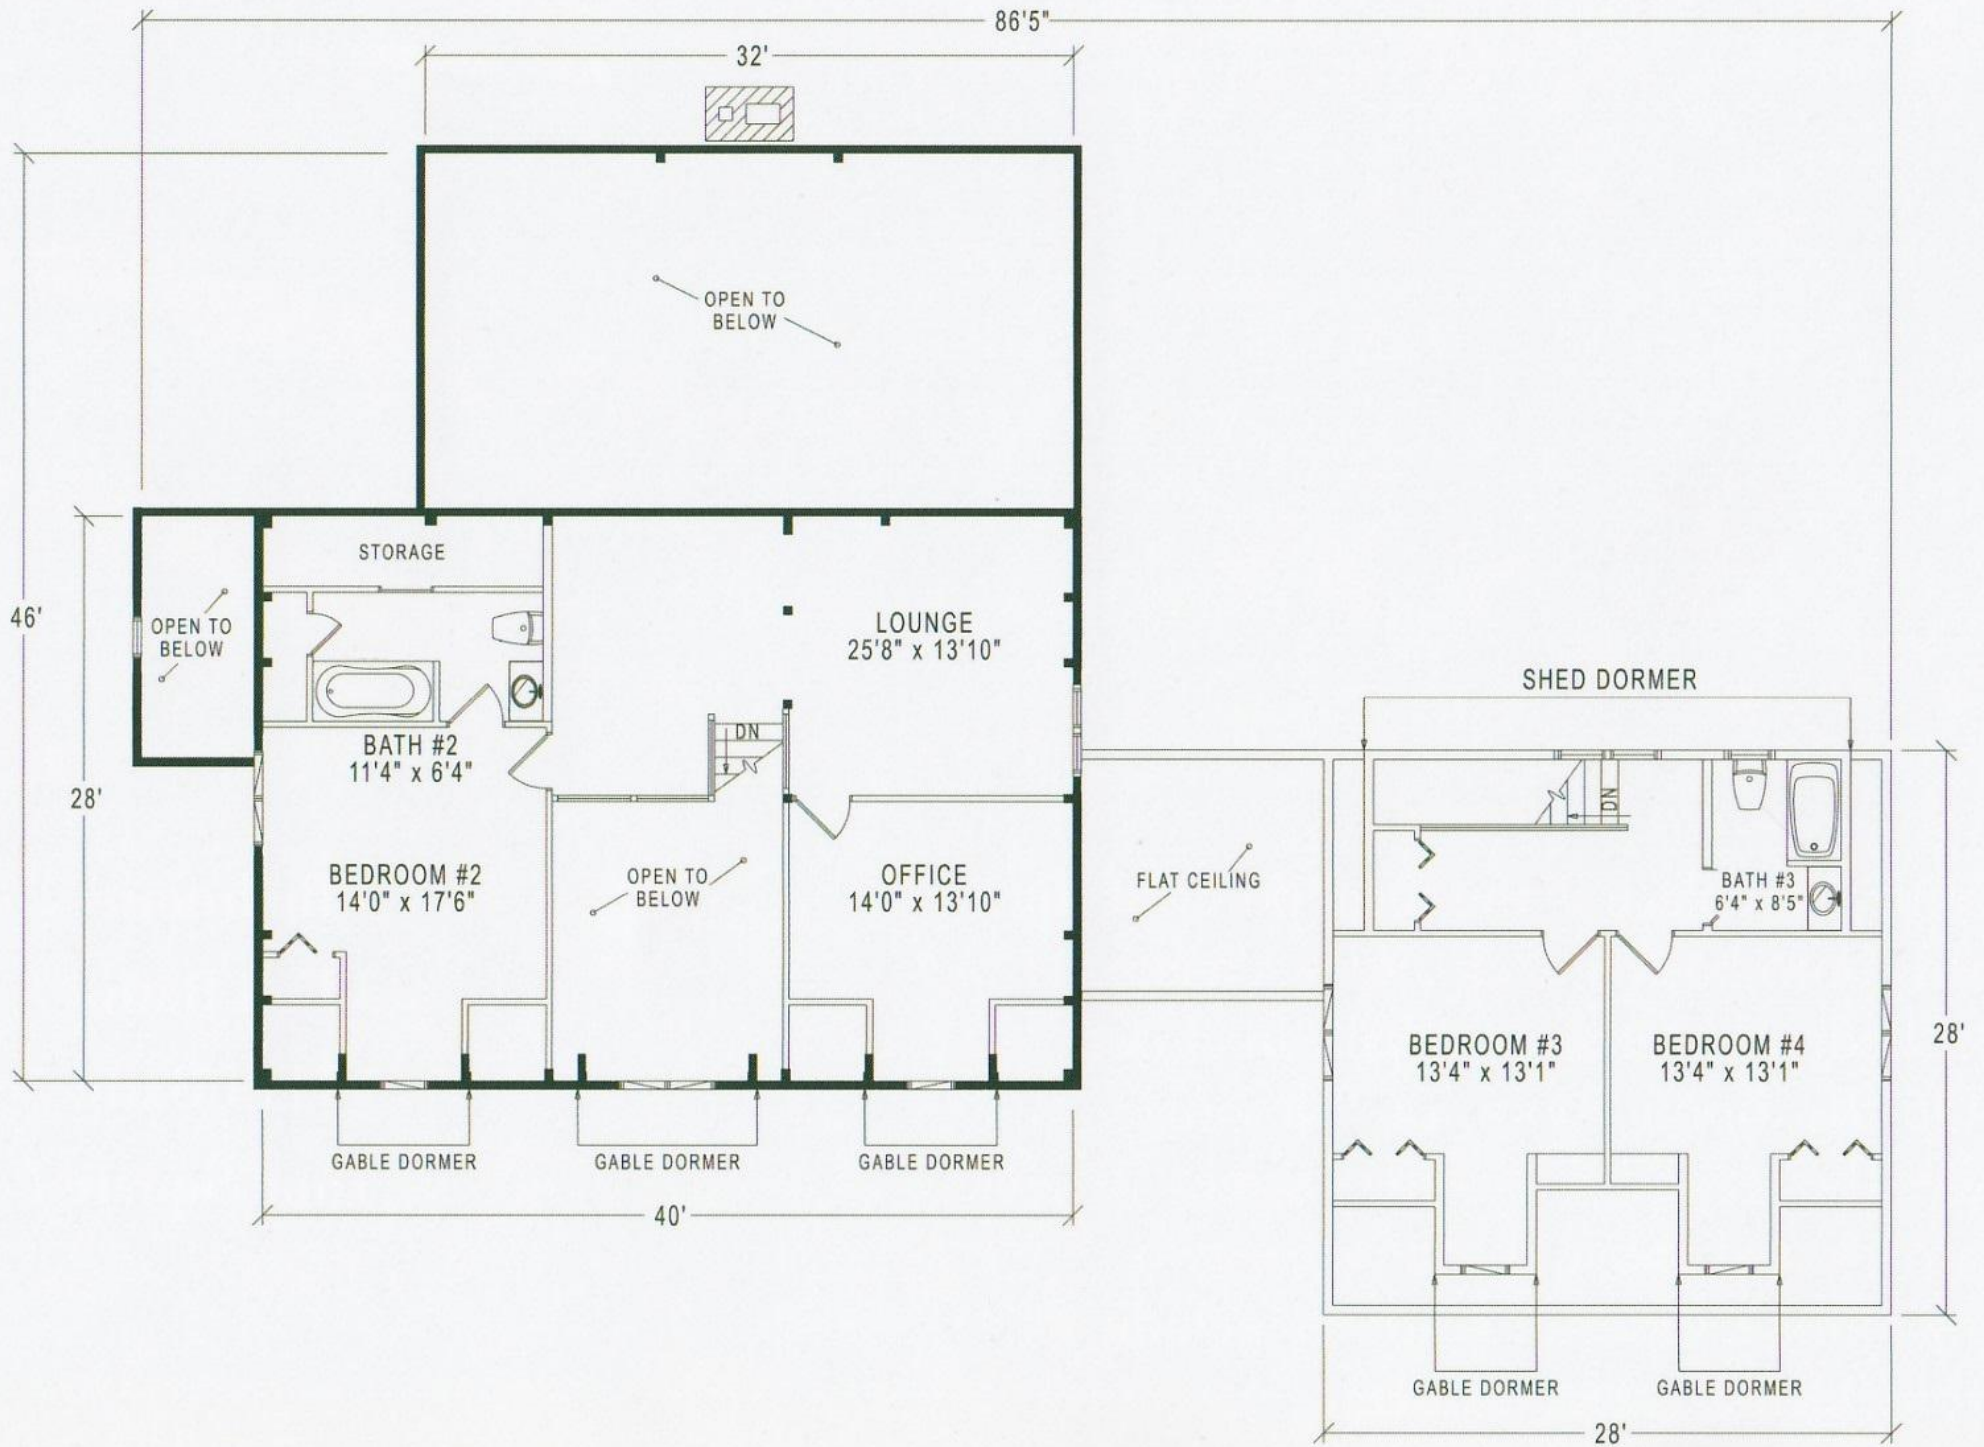 86'5"
32'
OPEN TO
BELOW
STORAGE
46'
OPEN TO
BELOW
LOUNGE
25'8" x 13'10"
SHED DORMER
DN
BATH #2
11'4" x 6'4"
28'
DN
BEDROOM #2
14'0" x 17'6"
OPEN TO
BELOW
OFFICE
14'0" x 13'10"
FLAT CEILING
BATH #3
6'4" x 8'5"
28'
BEDROOM #3
13'4" x 13'1"
BEDROOM #4
13'4" x 13'1"
GABLE DORMER
GABLE DORMER
GABLE DORMER
40'
GABLE DORMER
GABLE DORMER
28'